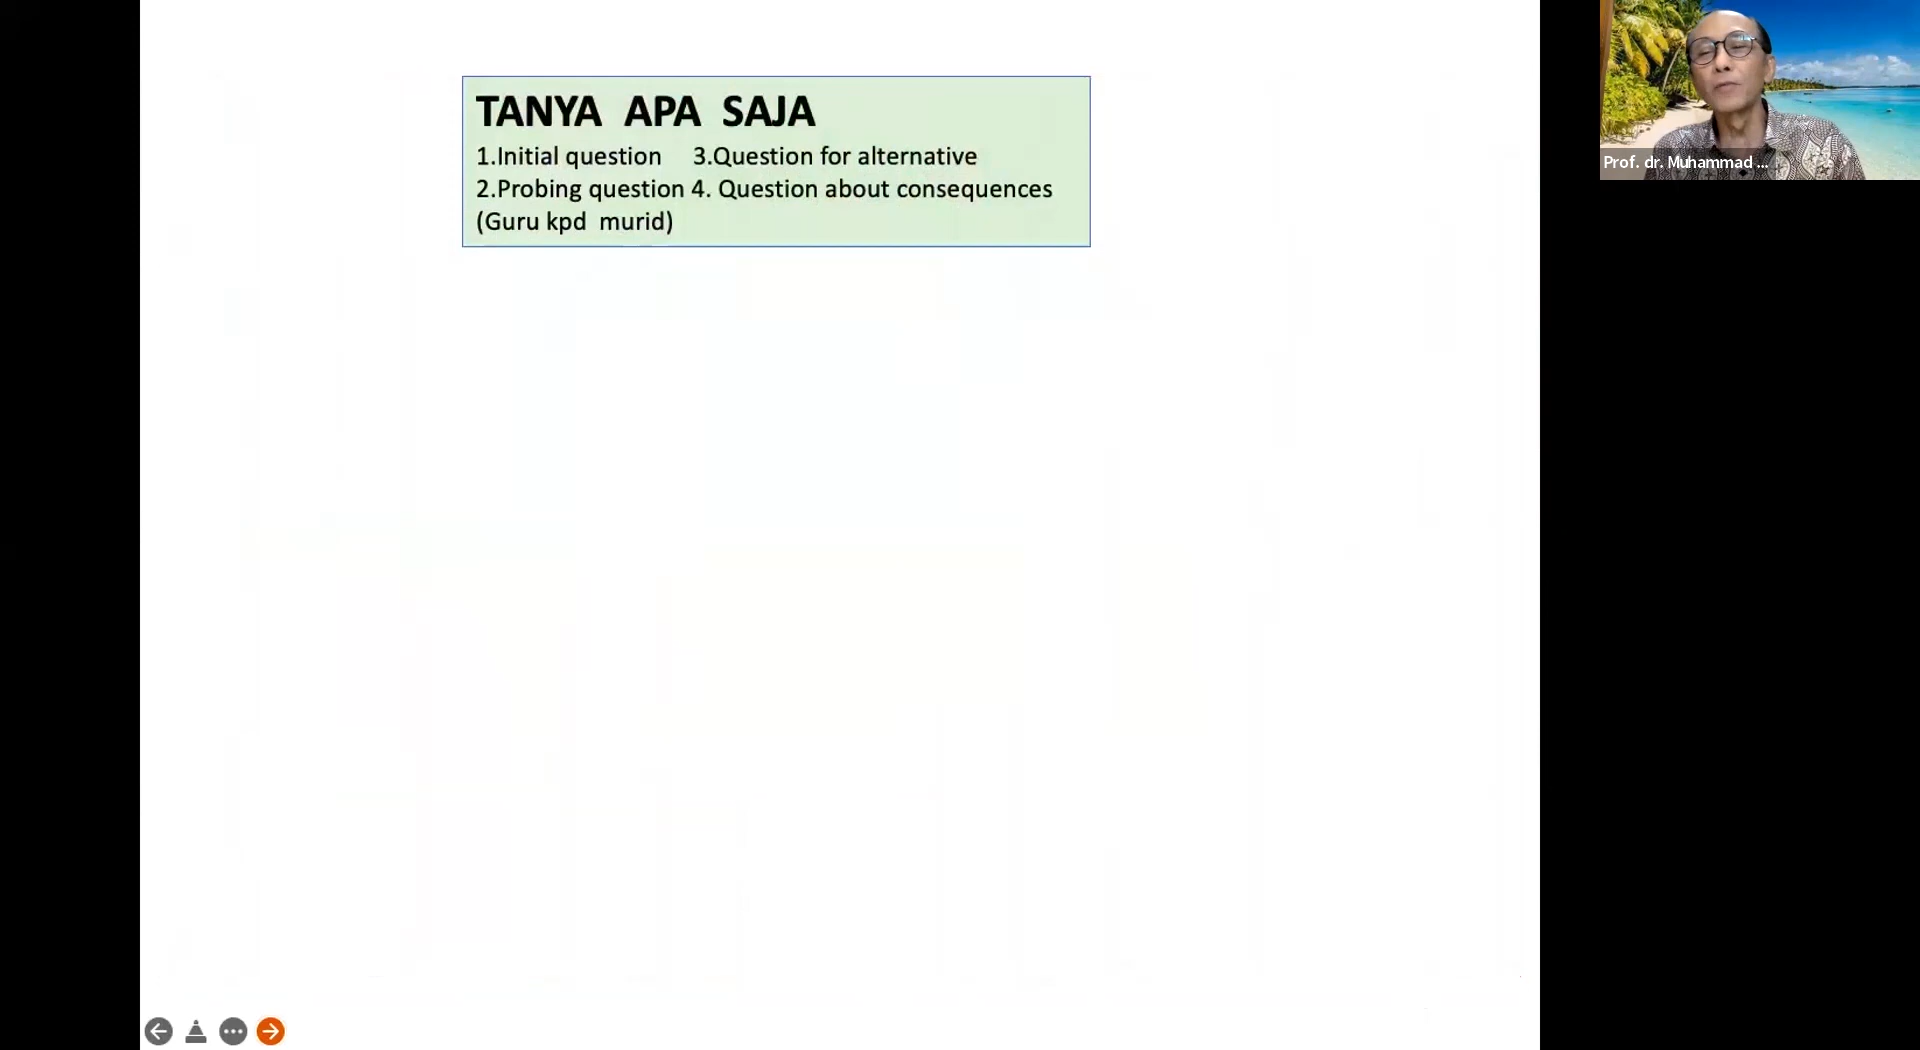 TANYA APA SAJA
1.Initial question 3.Question for alternative
2.Probing question 4. Question about consequences
(Guru kpd murid)
Prof. dr. Muhammad ...